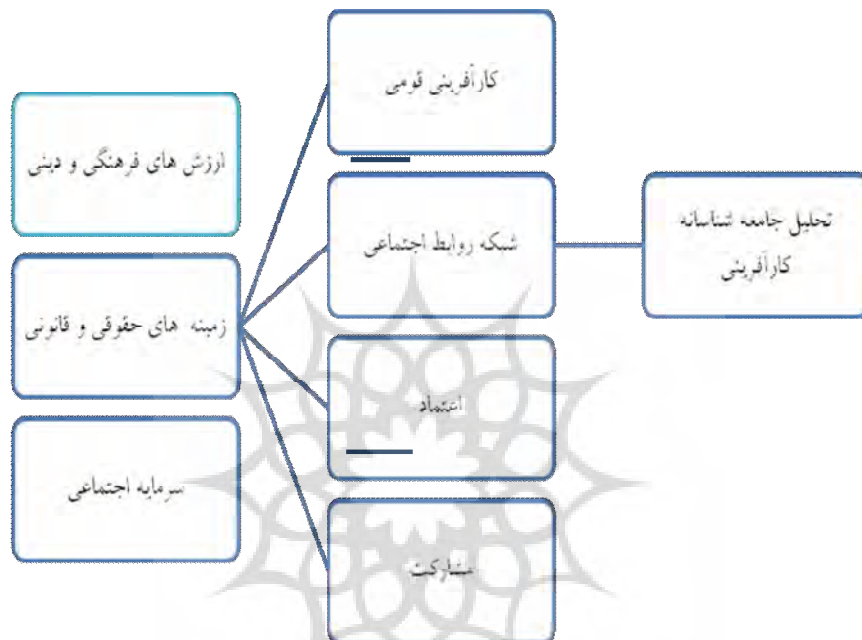 کارآفرینی قومی
ارزش های فرهنگی و دینی
شبکه روابط اجتماعی
تحلیل جامعه شناسانه
کارآفرینی
زمینه های حقوقی و قانونی
اعتماد
سرمایه اجتماعی
مشارکت